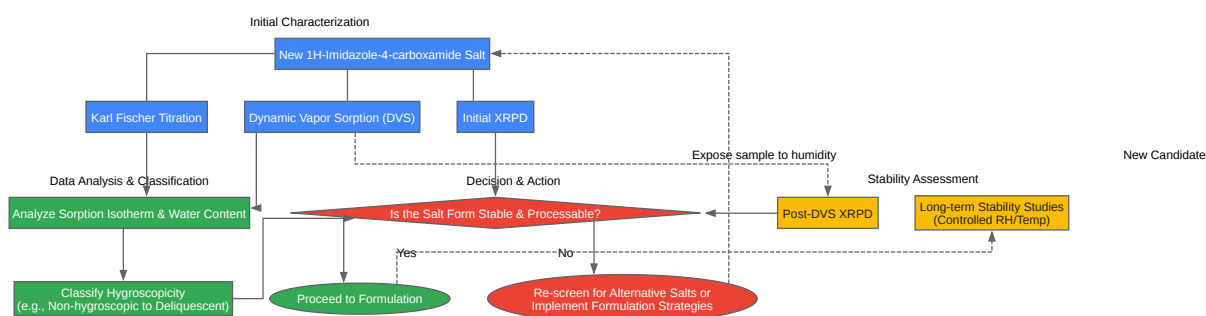 Initial Characterization
New 1H-Imidazole-4-carboxamide Salt
Karl Fischer Titration
Dynamic Vapor Sorption (DVS)
Initial XRPD
Expose sample to humidity
New Candidate
Data Analysis & Classification
Decision & Action
Stability Assessment
Analyze Sorption Isotherm & Water Content
Is the Salt Form Stable & Processable?
Post-DVS XRPD
Long-term Stability Studies
(Controlled RH/Temp)
Yes
No
Classify Hygroscopicity
(e.g., Non-hygroscopic to Deliquescent)
Proceed to Formulation
Re-screen for Alternative Salts or
Implement Formulation Strategies